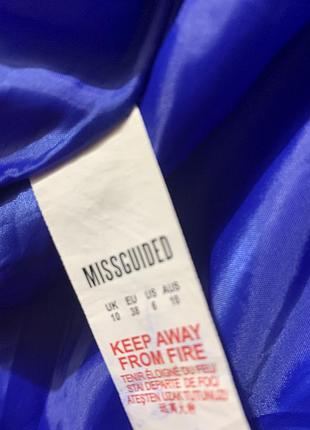 MISSGUIDED
UK EU US AUS
10 38 6 10
KEEP AWAY
FROM FIRE
TENIR ÉLOIGNÉ DU FEU/
STAI DEPARTE DE FOC/
ATEŞTEN UZAK TUTUNUZ/